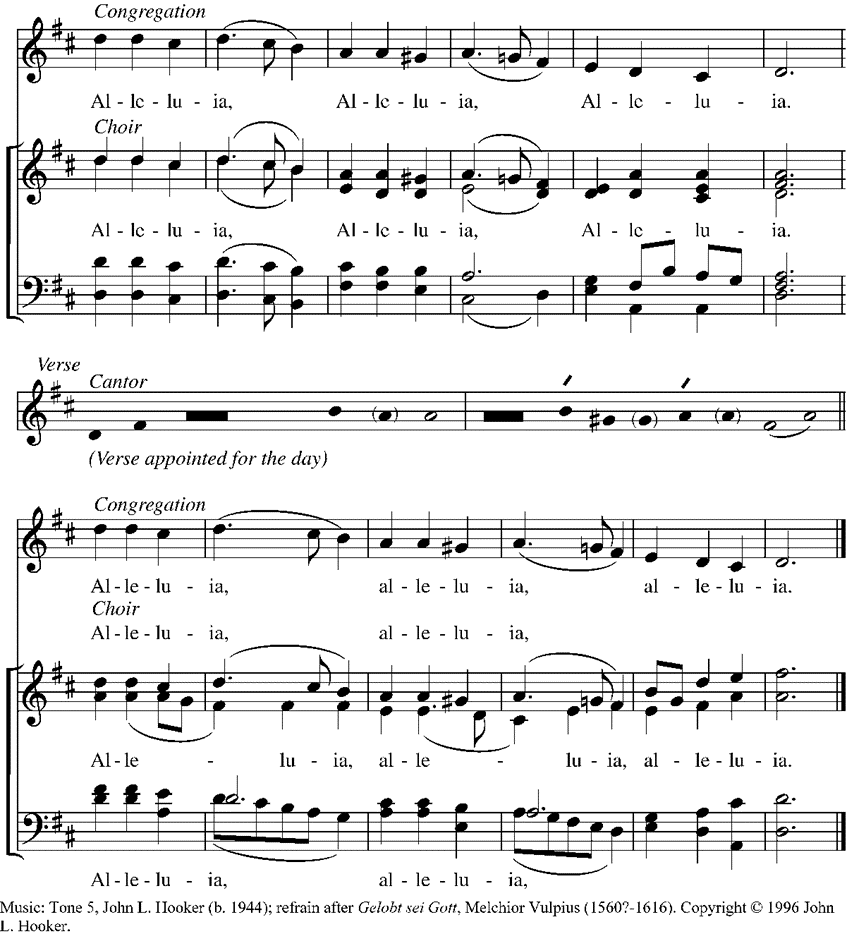 Congregation
Al - le - lu - ia, Al - le - lu - ia, Al - le - lu - ia.
Choir
Al - le - lu - ia, Al - le - lu - ia, Al - le - lu - ia.
Verse
Cantor
(Verse appointed for the day)
Congregation
Al - le - lu - ia, al - le - lu - ia, al - le - lu - ia.
Choir
Al - le - lu - ia, al - le - lu - ia,
Al - le - lu - ia, al - le - lu - ia, al - le - lu - ia.
Al - le - lu - ia, al - le - lu - ia,
Music: Tone 5, John L. Hooker (b. 1944); refrain after Gelobt sei Gott, Melchior Vulpius (1560?-1616). Copyright © 1996 John
L. Hooker.